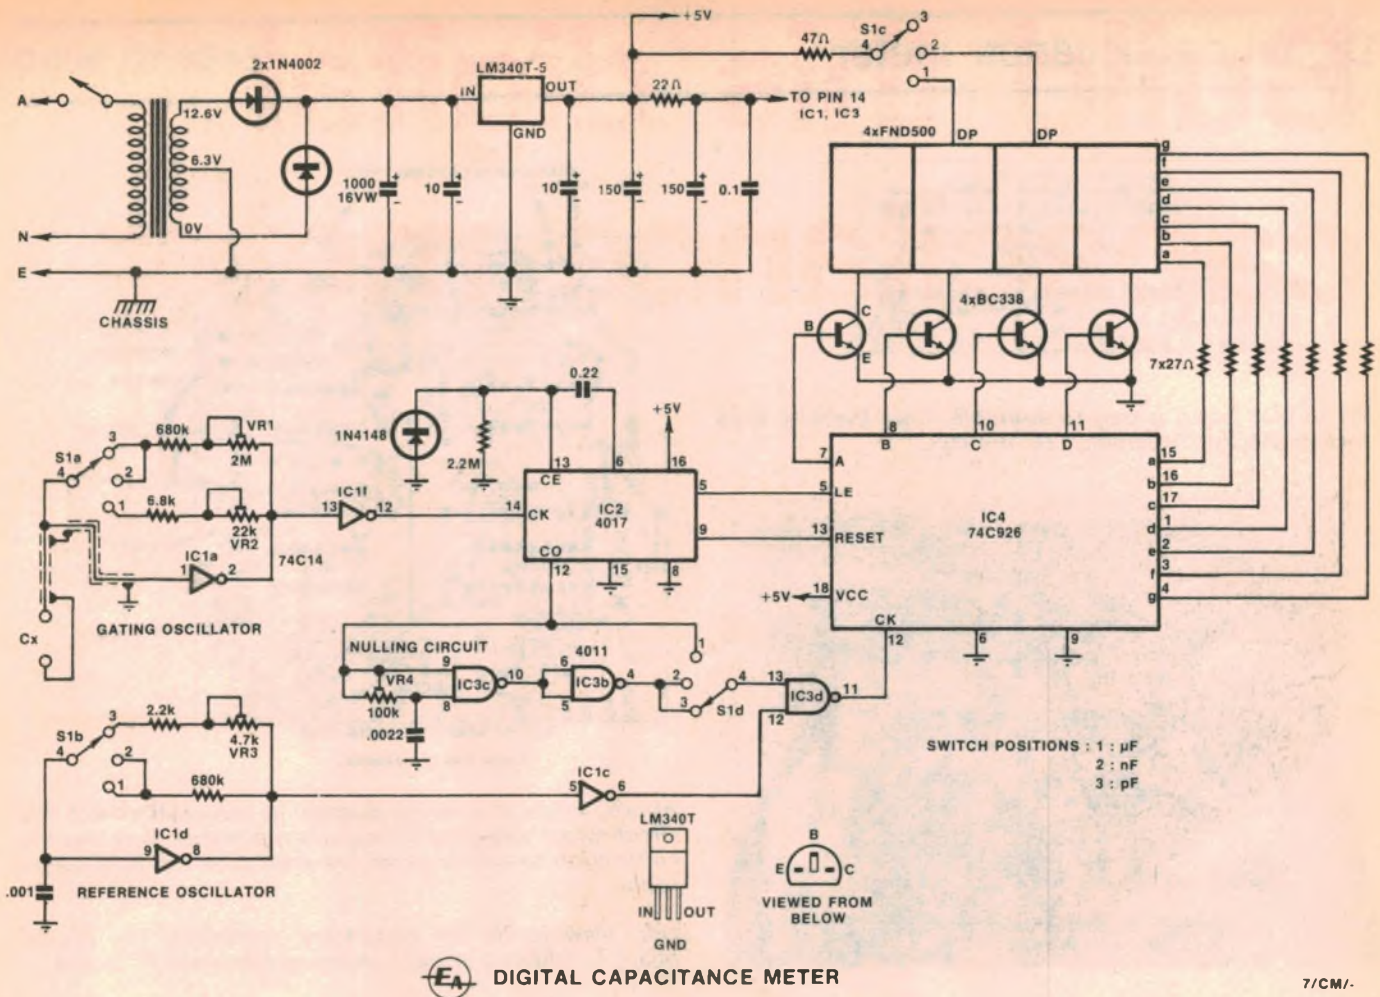 +5V
S1c
3
47Ω
4
2
1
2x1N4002
LM340T-5
IN
OUT
GND
22Ω
TO PIN 14
IC1, IC3
A
12.6V
6.3V
0V
N
E
CHASSIS
1000
16VW
+
-
10
+
-
10
+
-
150
+
-
150
+
-
0.1
4xFND500
DP
DP
g
f
e
d
c
b
a
4xBC338
C
B
E
7x27Ω
0.22
+5V
1N4148
2.2M
13
6
16
CE
14
CK
IC2
4017
5
9
CO
12
15
8
680k
VR1
2M
S1a
3
4
2
1
6.8k
22k
VR2
IC1f
13
12
IC1a
1
2
74C14
Cx
GATING OSCILLATOR
8
10
11
7
A
B
C
D
a
15
5
LE
b
16
IC4
74C926
c
17
13
RESET
d
1
e
2
f
3
+5V
18
VCC
g
4
CK
12
6
9
NULLING CIRCUIT
VR4
100k
.0022
9
8
IC3c
10
4011
6
5
IC3b
4
1
2
3
4
S1d
13
12
IC3d
11
2.2k
S1b
3
4
2
1
4.7k
VR3
680k
IC1d
9
8
.001
REFERENCE OSCILLATOR
IC1c
5
6
SWITCH POSITIONS : 1 : µF
2 : nF
3 : pF
LM340T
IN
OUT
GND
B
E
C
VIEWED FROM
BELOW
EA
DIGITAL CAPACITANCE METER
7/CM/-